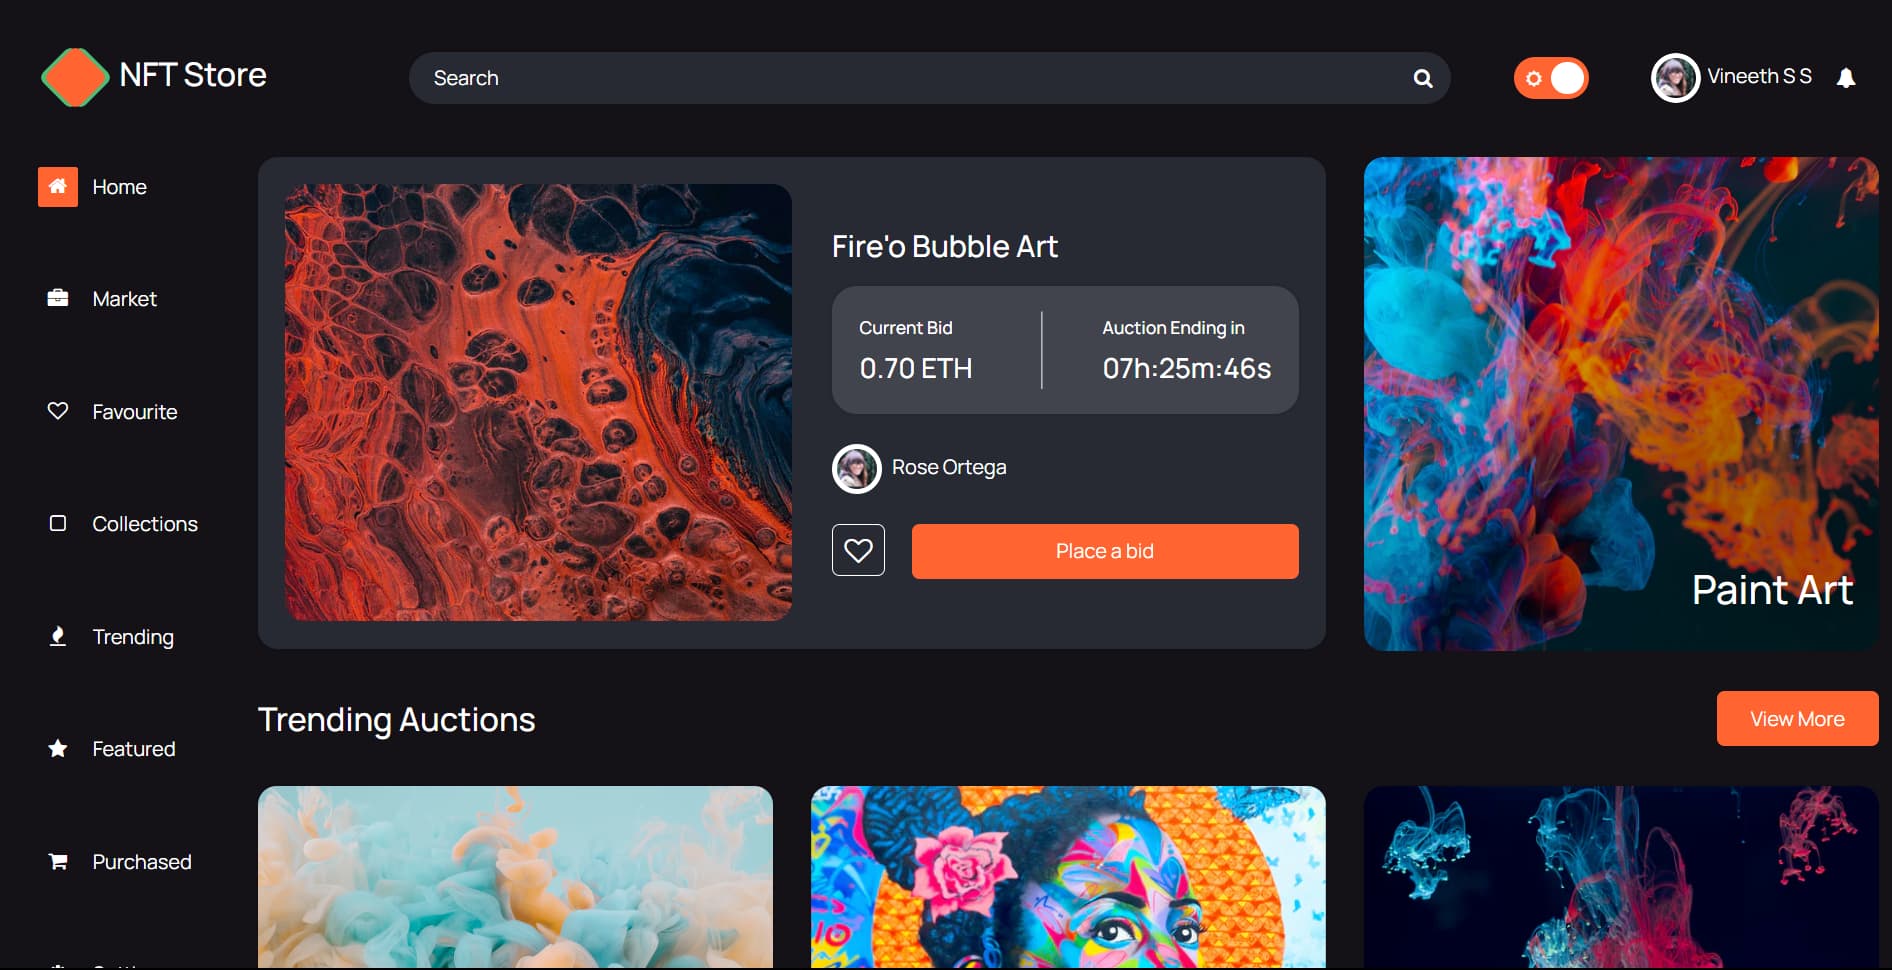 NFT Store
Search
Vineeth S S
Home
Market
Favourite
Collections
Trending
Featured
Purchased
Fire'o Bubble Art
Current Bid
0.70 ETH
Auction Ending in
07h:25m:46s
Rose Ortega
Place a bid
Paint Art
Trending Auctions
View More